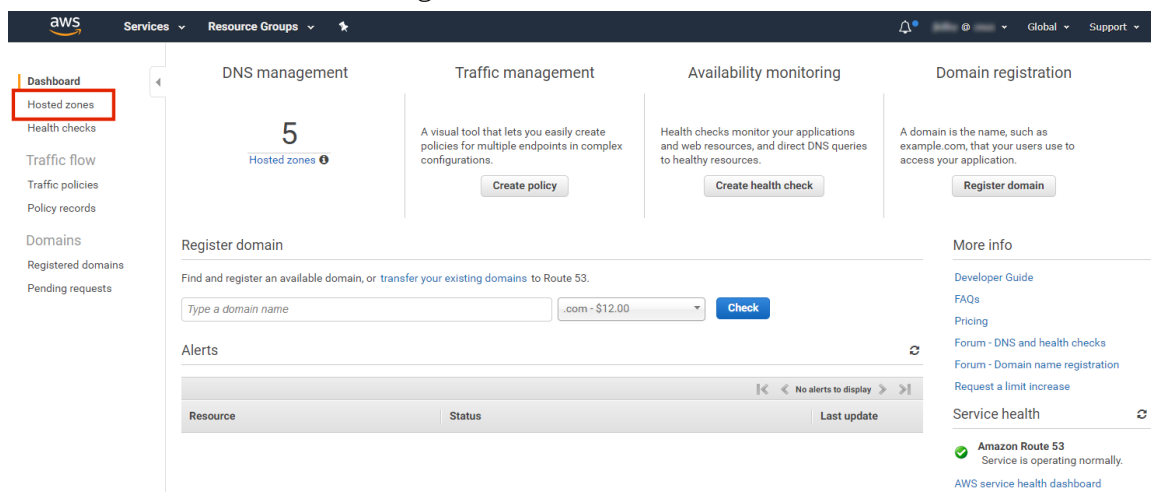 aws
Services
Resource Groups
@
Global
Support
Dashboard
Hosted zones
Health checks
Traffic flow
Traffic policies
Policy records
Domains
Registered domains
Pending requests
DNS management
5
Hosted zones
Traffic management
A visual tool that lets you easily create
policies for multiple endpoints in complex
configurations.
Create policy
Availability monitoring
Health checks monitor your applications
and web resources, and direct DNS queries
to healthy resources.
Create health check
Domain registration
A domain is the name, such as
example.com, that your users use to
access your application.
Register domain
Register domain
Find and register an available domain, or transfer your existing domains to Route 53.
Type a domain name
.com - $12.00
Check
Alerts
No alerts to display
Resource Status Last update
More info
Developer Guide
FAQs
Pricing
Forum - DNS and health checks
Forum - Domain name registration
Request a limit increase
Service health
Amazon Route 53
Service is operating normally.
AWS service health dashboard